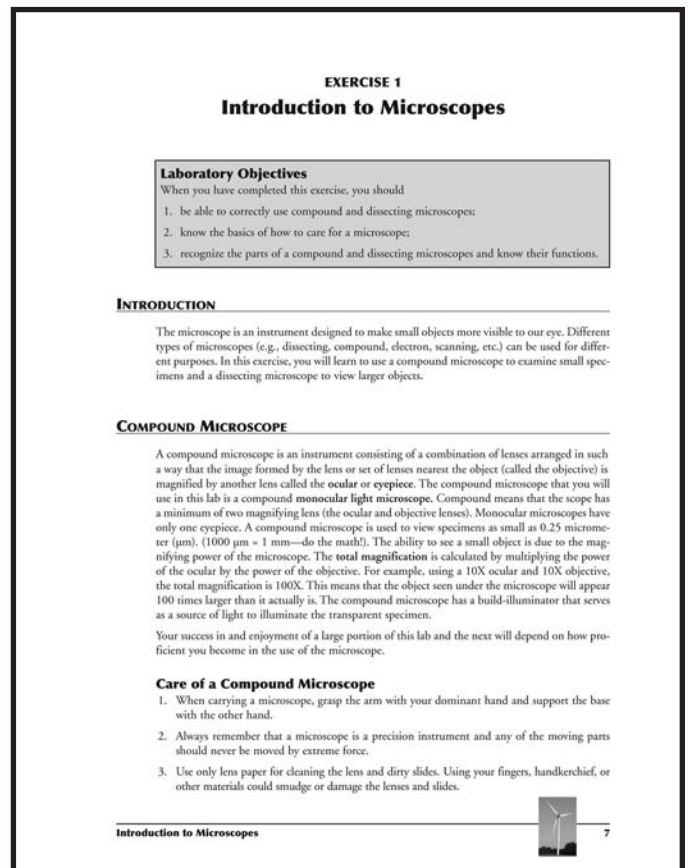 EXERCISE 1
Introduction to Microscopes
Laboratory Objectives
When you have completed this exercise, you should
1. be able to correctly use compound and dissecting microscopes;
2. know the basics of how to care for a microscope;
3. recognize the parts of a compound and dissecting microscopes and know their functions.
INTRODUCTION
The microscope is an instrument designed to make small objects more visible to our eye. Different
types of microscopes (e.g., dissecting, compound, electron, scanning, etc.) can be used for differ-
ent purposes. In this exercise, you will learn to use a compound microscope to examine small spec-
imens and a dissecting microscope to view larger objects.
COMPOUND MICROSCOPE
A compound microscope is an instrument consisting of a combination of lenses arranged in such
a way that the image formed by the lens or set of lenses nearest the object (called the objective) is
magnified by another lens called the ocular or eyepiece. The compound microscope that you will
use in this lab is a compound monocular light microscope. Compound means that the scope has
a minimum of two magnifying lens (the ocular and objective lenses). Monocular microscopes have
only one eyepiece. A compound microscope is used to view specimens as small as 0.25 microme-
ter (µm). (1000 µm = 1 mm—do the math!). The ability to see a small object is due to the mag-
nifying power of the microscope. The total magnification is calculated by multiplying the power
of the ocular by the power of the objective. For example, using a 10X ocular and 10X objective,
the total magnification is 100X. This means that the object seen under the microscope will appear
100 times larger than it actually is. The compound microscope has a build-illuminator that serves
as a source of light to illuminate the transparent specimen.
Your success in and enjoyment of a large portion of this lab and the next will depend on how pro-
ficient you become in the use of the microscope.
Care of a Compound Microscope
1. When carrying a microscope, grasp the arm with your dominant hand and support the base
with the other hand.
2. Always remember that a microscope is a precision instrument and any of the moving parts
should never be moved by extreme force.
3. Use only lens paper for cleaning the lens and dirty slides. Using your fingers, handkerchief, or
other materials could smudge or damage the lenses and slides.
Introduction to Microscopes 7